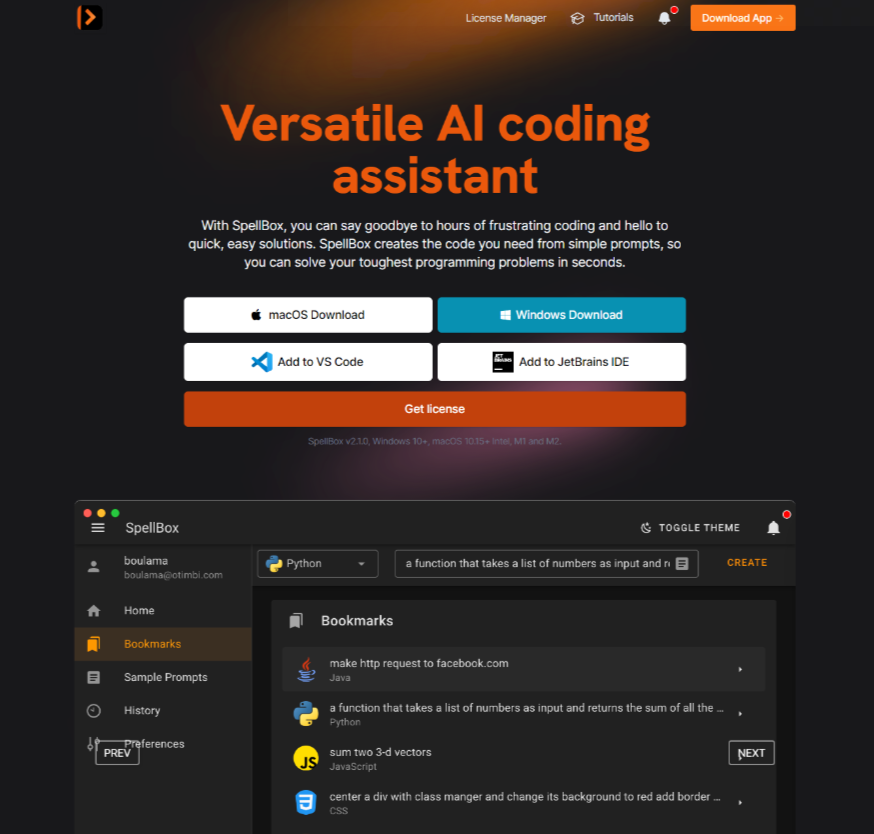 License Manager
Tutorials
Download App →
Versatile AI coding
assistant
With SpellBox, you can say goodbye to hours of frustrating coding and hello to
quick, easy solutions. SpellBox creates the code you need from simple prompts, so
you can solve your toughest programming problems in seconds.
macOS Download
Windows Download
Add to VS Code
JET BRAINS
Add to JetBrains IDE
Get license
SpellBox v2.1.0, Windows 10+, macOS 10.15+ Intel, M1 and M2.
SpellBox
TOGGLE THEME
boulama
boulama@otimbi.com
Python
a function that takes a list of numbers as input and re
CREATE
Home
Bookmarks
Sample Prompts
History
Preferences
PREV
Bookmarks
make http request to facebook.com
Java
a function that takes a list of numbers as input and returns the sum of all the ...
Python
JS
sum two 3-d vectors
JavaScript
NEXT
3
center a div with class manger and change its background to red add border ...
CSS